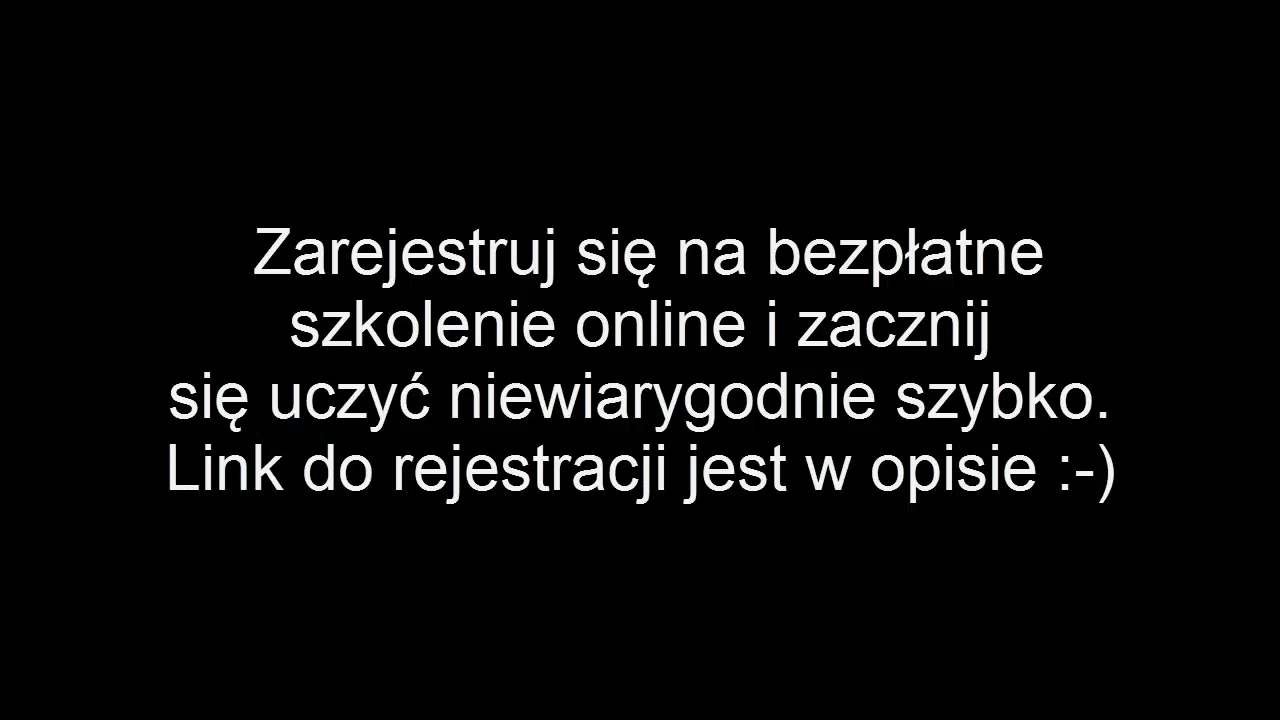 Zarejestruj się na bezpłatne
szkolenie online i zacznij
się uczyć niewiarygodnie szybko.
Link do rejestracji jest w opisie :-)